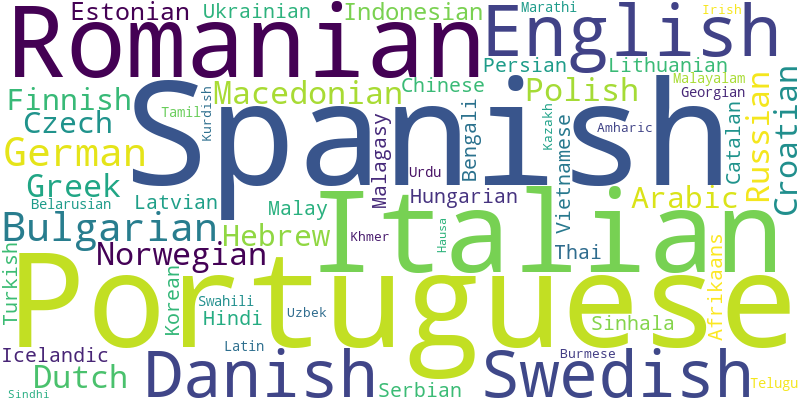 Estonian
Ukrainian
Indonesian
English
Marathi
Irish
Romanian
Persian
Lithuanian
Finnish
Macedonian
Chinese
Polish
Malayalam
Georgian
Czech
Tamil
Kurdish
Spanish
Bengali
Kazakh
Amharic
Catalan
Russian
Croatian
German
Malagasy
Urdu
Vietnamese
Greek
Belarusian
Latvian
Malay
Hungarian
Arabic
Bulgarian
Hebrew
Khmer
Hausa
Italian
Norwegian
Thai
Turkish
Portuguese
Korean
Swahili
Hindi
Uzbek
Sinhala
Afrikaans
Icelandic
Latin
Danish
Swedish
Burmese
Dutch
Serbian
Telugu
Sindhi